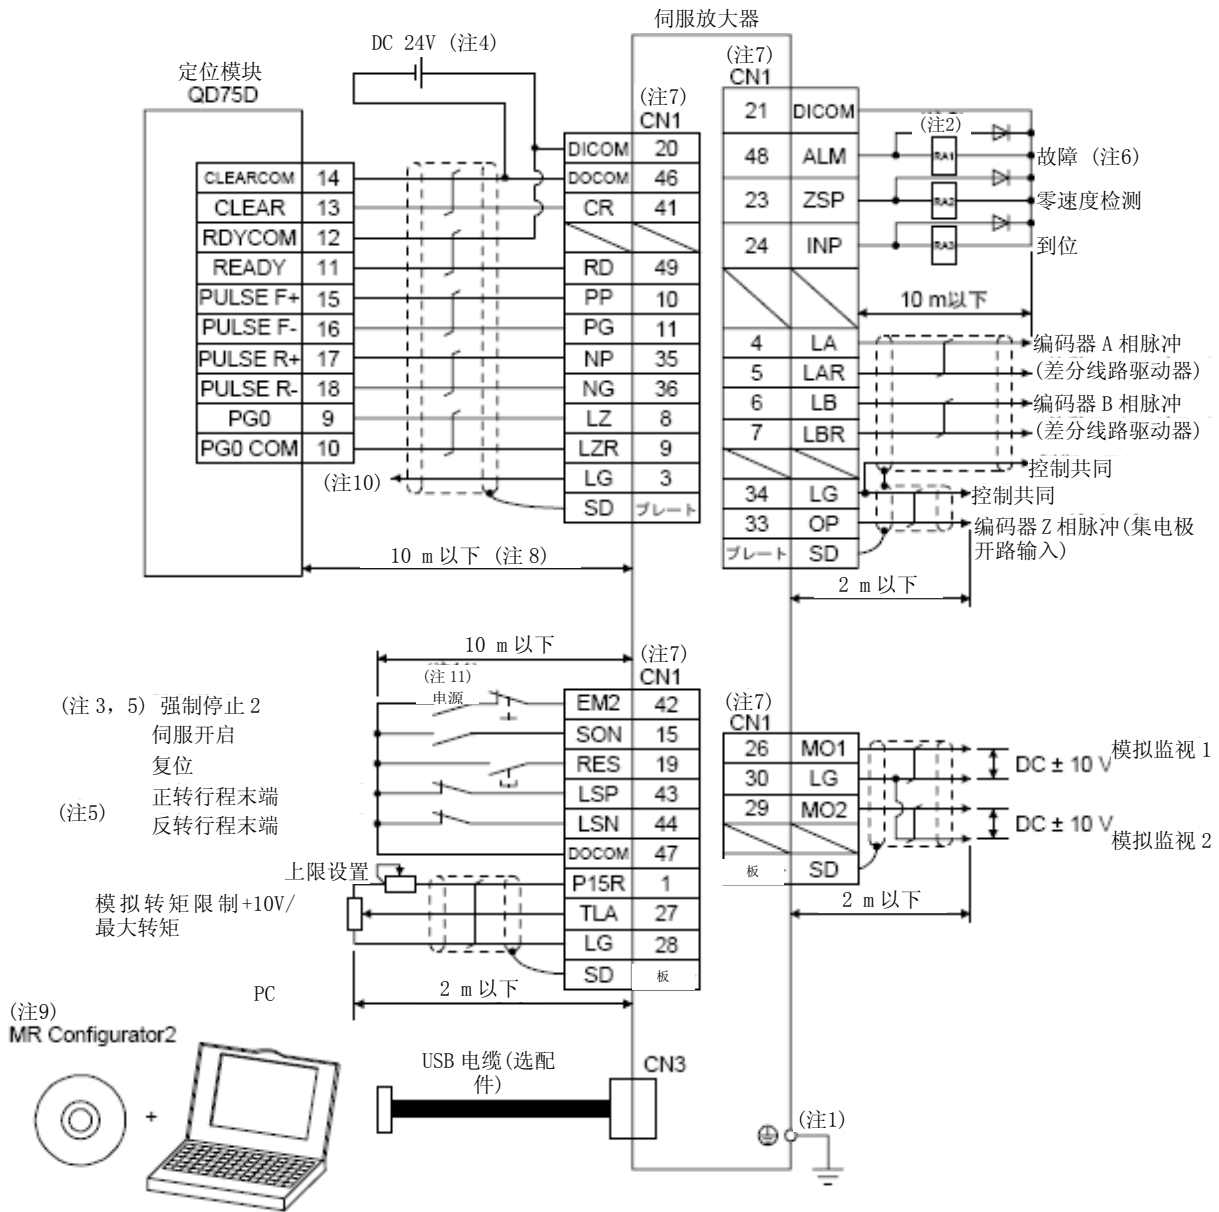 伺服放大器
DC 24V (注4)
定位模块
QD75D
(注7)
CN1
DICOM 20
DOCOM 46
CR 41
RD 49
PP 10
PG 11
NP 35
NG 36
LZ 8
LZR 9
LG 3
SD プレート
CLEARCOM 14
CLEAR 13
RDYCOM 12
READY 11
PULSE F+ 15
PULSE F- 16
PULSE R+ 17
PULSE R- 18
PG0 9
PG0 COM 10
(注10)
10 m以下 (注 8)
(注7)
CN1
21 DICOM
48 ALM
23 ZSP
24 INP
4 LA
5 LAR
6 LB
7 LBR
34 LG
33 OP
プレート SD
(注2)
RA1
RA2
RA3
故障 (注6)
零速度检测
到位
10 m以下
编码器 A 相脉冲
(差分线路驱动器)
编码器 B 相脉冲
(差分线路驱动器)
控制共同
控制共同
编码器 Z 相脉冲(集电极
开路输入)
2 m以下
10 m以下
(注7)
CN1
(注 11)
电源
(注 3, 5) 强制停止 2
伺服开启
复位
正转行程末端
(注5)
反转行程末端
EM2 42
SON 15
RES 19
LSP 43
LSN 44
DOCOM 47
P15R 1
TLA 27
LG 28
SD 板
上限设置
模拟转矩限制+10V/
最大转矩
2 m以下
(注7)
CN1
26 MO1
30 LG
29 MO2
板 SD
模拟监视 1
DC ± 10 V
DC ± 10 V
模拟监视 2
2 m以下
PC
(注9)
MR Configurator2
+
USB 电缆(选配
件)
CN3
(注1)